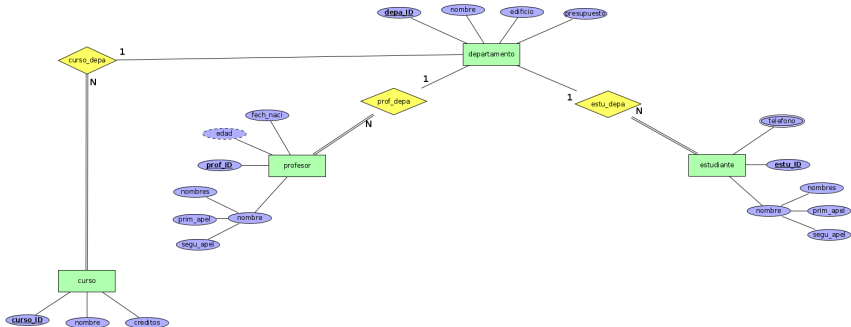 depa_ID
nombre
edificio
presupuesto
curso_depa
1
departamento
N
1
prof_depa
N
1
estu_depa
N
fech_naci
edad
prof_ID
profesor
nombres
prim_apel
nombre
segu_apel
telefono
estudiante
estu_ID
nombres
nombre
prim_apel
segu_apel
curso
curso_ID
nombre
creditos